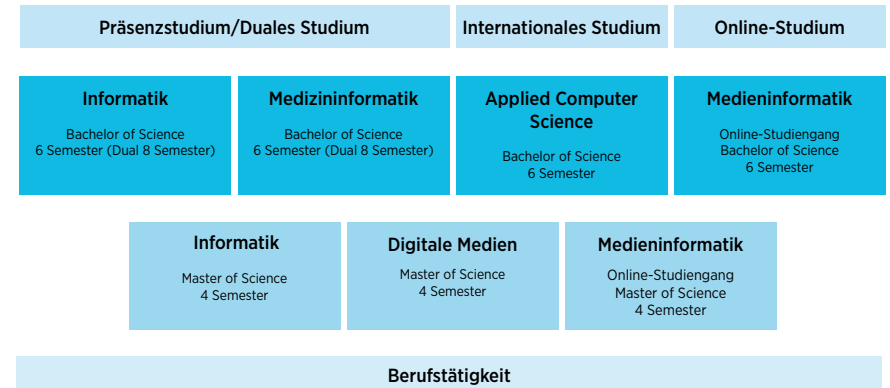 Präsenzstudium/Duales Studium
Internationales Studium
Online-Studium
Informatik
Bachelor of Science
6 Semester (Dual 8 Semester)
Medizininformatik
Bachelor of Science
6 Semester (Dual 8 Semester)
Applied Computer
Science
Bachelor of Science
6 Semester
Medieninformatik
Online-Studiengang
Bachelor of Science
6 Semester
Informatik
Master of Science
4 Semester
Digitale Medien
Master of Science
4 Semester
Medieninformatik
Online-Studiengang
Master of Science
4 Semester
Berufstätigkeit